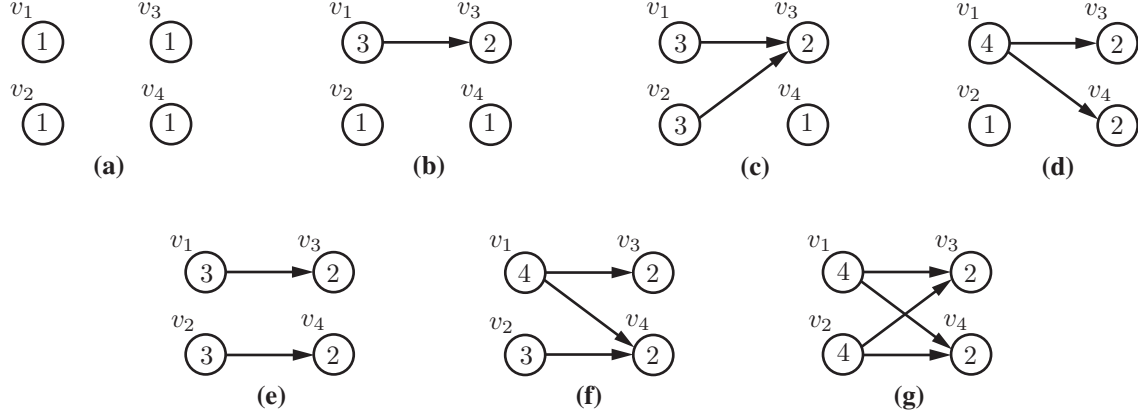 v1 v3 v1 v3 v1 v3 v1 v3
1 1 3 2 3 2 4 2
v2 v4 v2 v4 v2 v4 v2 v4
1 1 1 1 3 1 1 2
(a) (b) (c) (d)
v1 v3 v1 v3 v1 v3
3 2 4 2 4 2
v2 v4 v2 v4 v2 v4
3 2 3 2 4 2
(e) (f) (g)